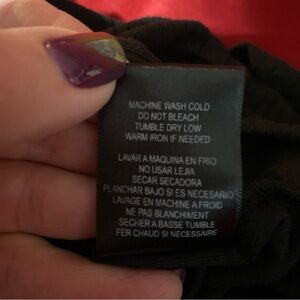 MACHINE WASH COLD
DO NOT BLEACH
TUMBLE DRY LOW
WARM IRON IF NEEDED
LAVAR A MAQUINA EN FRIO
NO USAR LEJIA
SECAR SECADORA
PLANCHAR BAJO SI ES NECESARIO
LAVAGE EN MACHINE A FROID
NE PAS BLANCHIMENT
SECHER A BASSE TUMBLE
FER CHAUD SI NECESSAIRE